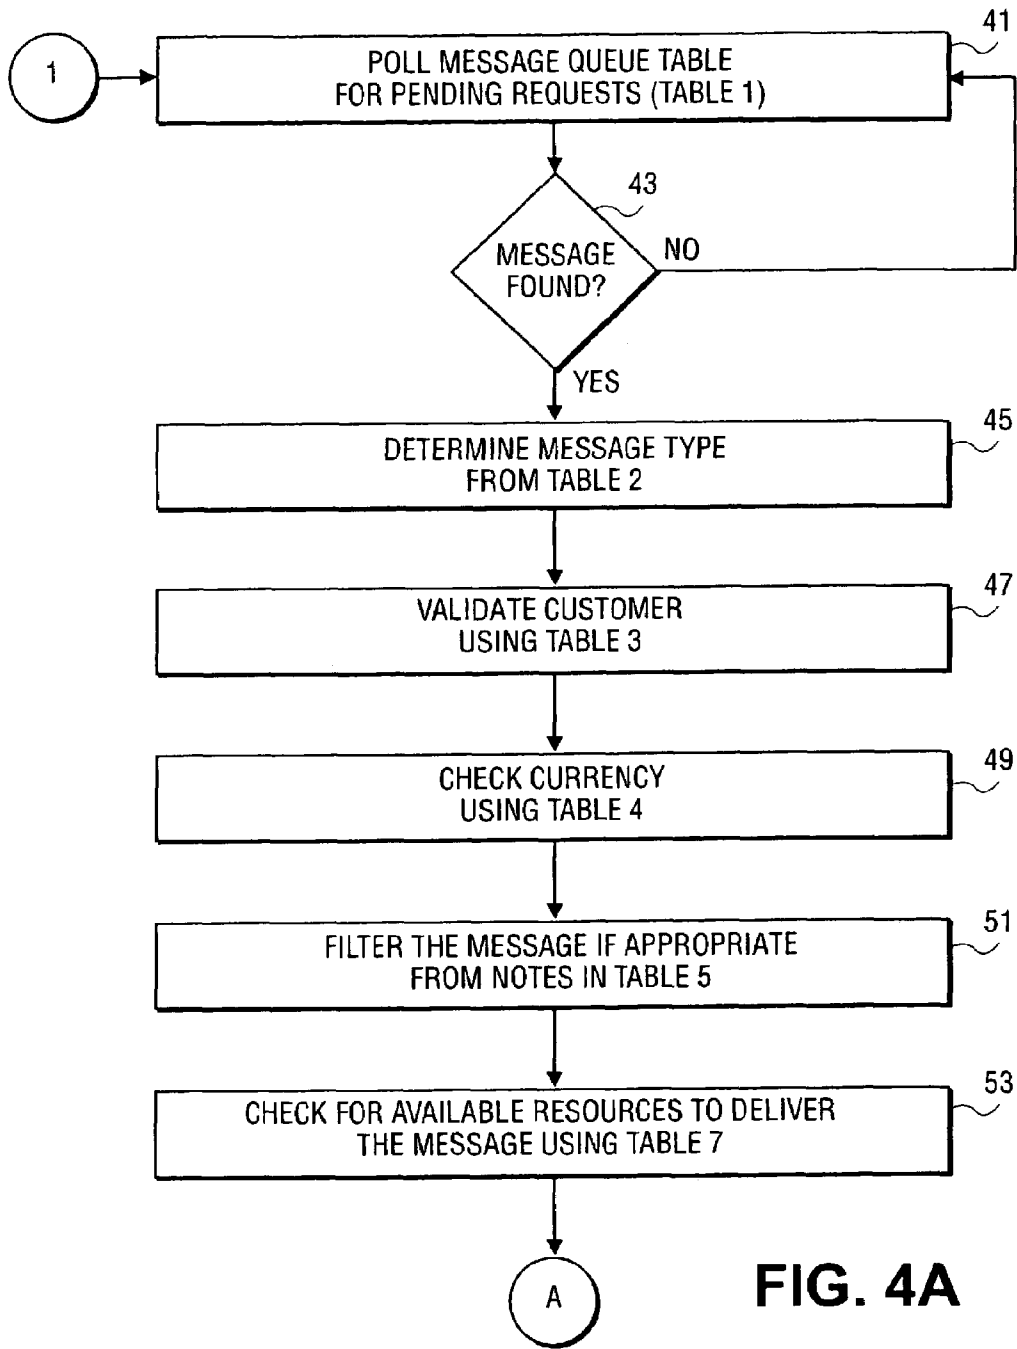 41
1
POLL MESSAGE QUEUE TABLE
FOR PENDING REQUESTS (TABLE 1)
43
MESSAGE
FOUND?
NO
YES
45
DETERMINE MESSAGE TYPE
FROM TABLE 2
47
VALIDATE CUSTOMER
USING TABLE 3
49
CHECK CURRENCY
USING TABLE 4
51
FILTER THE MESSAGE IF APPROPRIATE
FROM NOTES IN TABLE 5
53
CHECK FOR AVAILABLE RESOURCES TO DELIVER
THE MESSAGE USING TABLE 7
A
FIG. 4A